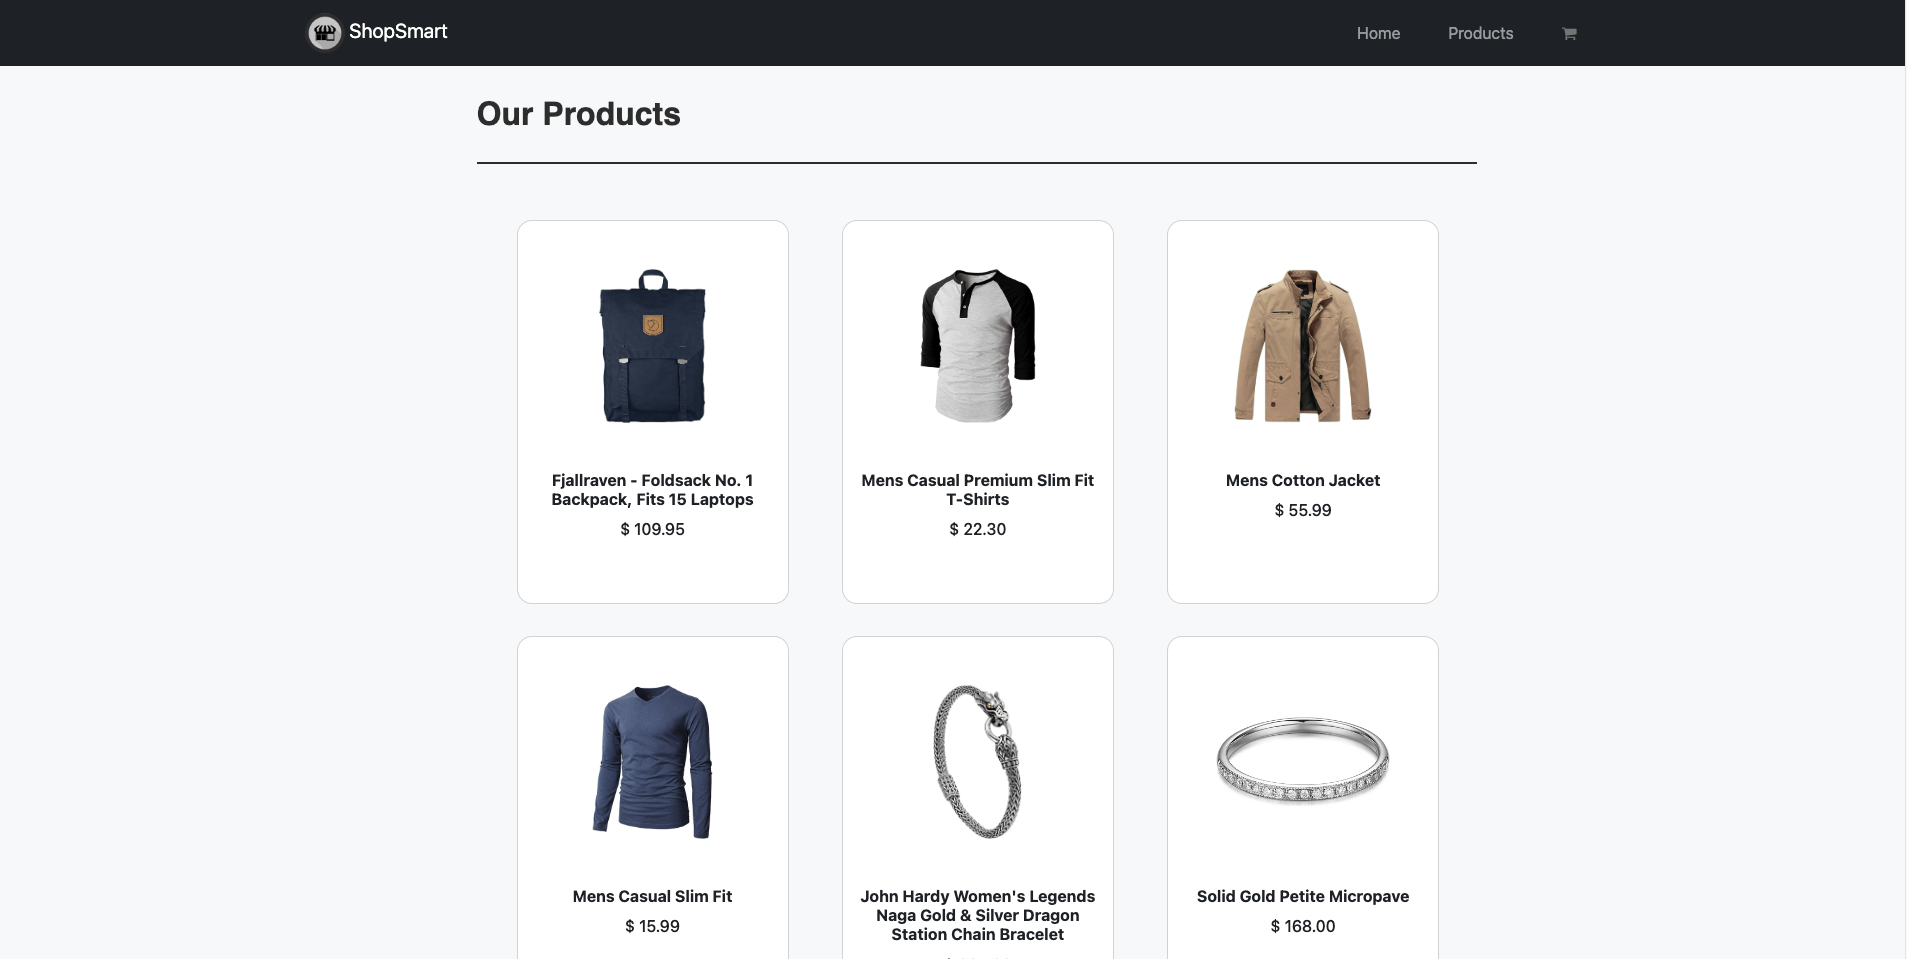 ShopSmart
Home
Products
Our Products
Fjallraven - Foldsack No. 1
Backpack, Fits 15 Laptops
$ 109.95
Mens Casual Premium Slim Fit
T-Shirts
$ 22.30
Mens Cotton Jacket
$ 55.99
Mens Casual Slim Fit
$ 15.99
John Hardy Women's Legends
Naga Gold & Silver Dragon
Station Chain Bracelet
Solid Gold Petite Micropave
$ 168.00